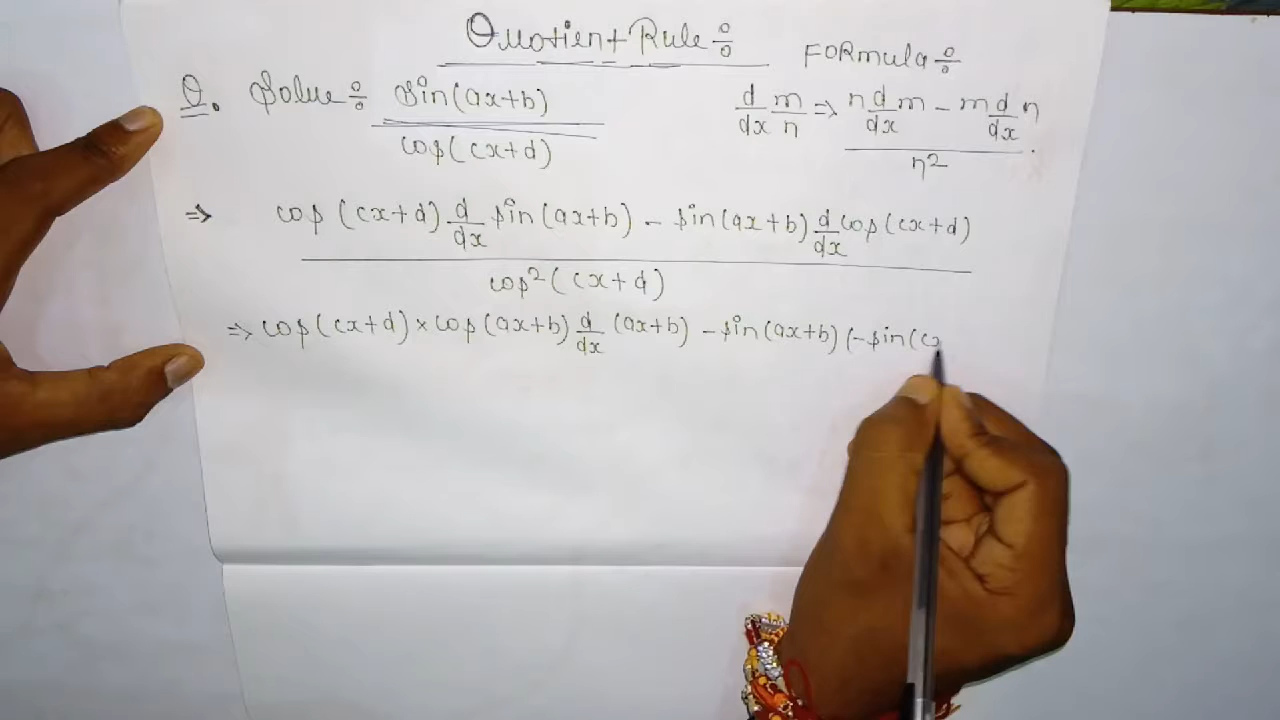 Quotient Rule÷
FORmula÷
Q. Solve÷ sin(ax+b)
cos(cx+d)
d/dx m/n ⇒ n d/dx m - m d/dx n
n²
⇒ cos(cx+d) d/dx sin(ax+b) - sin(ax+b) d/dx cos(cx+d)
cos²(cx+d)
⇒ cos(cx+d) × cos(ax+b) d/dx (ax+b) - sin(ax+b) (-sin(cx